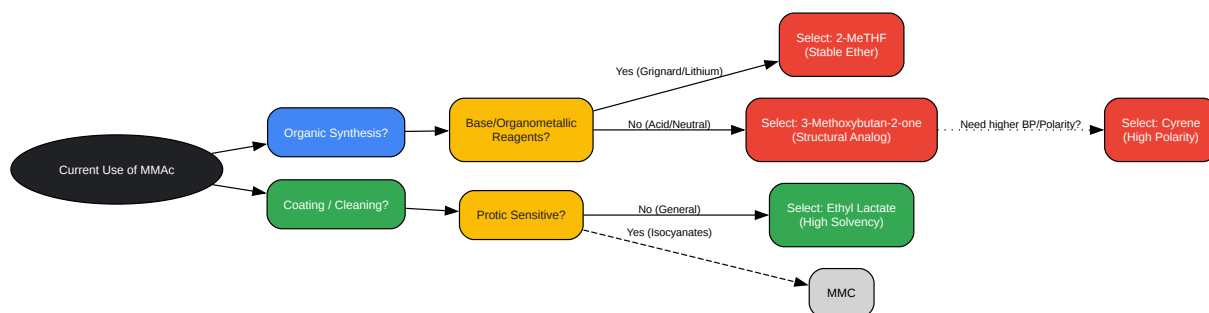 Current Use of MMAc
Organic Synthesis?
Base/Organometallic
Reagents?
Yes (Grignard/Lithium)
Select: 2-MeTHF
(Stable Ether)
No (Acid/Neutral)
Select: 3-Methoxybutan-2-one
(Structural Analog)
Need higher BP/Polarity?
Select: Cyrene
(High Polarity)
Coating / Cleaning?
Protic Sensitive?
No (General)
Select: Ethyl Lactate
(High Solvency)
Yes (Isocyanates)
MMC